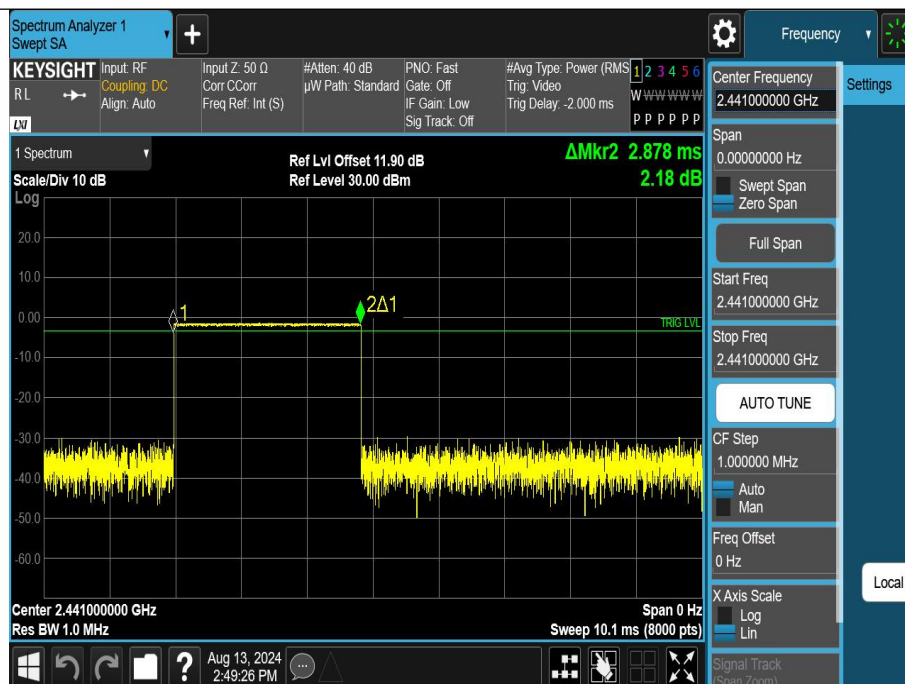 Spectrum Analyzer 1
Swept SA
Frequency
KEYSIGHT
RL
LXI
Input: RF
Coupling: DC
Align: Auto
Input Z: 50 Ω
Corr CCorr
Freq Ref: Int (S)
#Atten: 40 dB
µW Path: Standard
PNO: Fast
Gate: Off
IF Gain: Low
Sig Track: Off
#Avg Type: Power (RMS
Trig: Video
Trig Delay: -2.000 ms
1 2 3 4 5 6
W W W W W W
P P P P P P
1 Spectrum
Scale/Div 10 dB
Log
Ref Lvl Offset 11.90 dB
Ref Level 30.00 dBm
ΔMkr2 2.878 ms
2.18 dB
20.0
10.0
0.00
-10.0
-20.0
-30.0
-40.0
-50.0
-60.0
1
2Δ1
TRIG LVL
Center 2.441000000 GHz
Res BW 1.0 MHz
Span 0 Hz
Sweep 10.1 ms (8000 pts)
Center Frequency
2.441000000 GHz
Settings
Span
0.00000000 Hz
Swept Span
Zero Span
Full Span
Start Freq
2.441000000 GHz
Stop Freq
2.441000000 GHz
AUTO TUNE
CF Step
1.000000 MHz
Auto
Man
Freq Offset
0 Hz
X Axis Scale
Log
Lin
Local
Signal Track
(Span Zoom)
?
Aug 13, 2024
2:49:26 PM